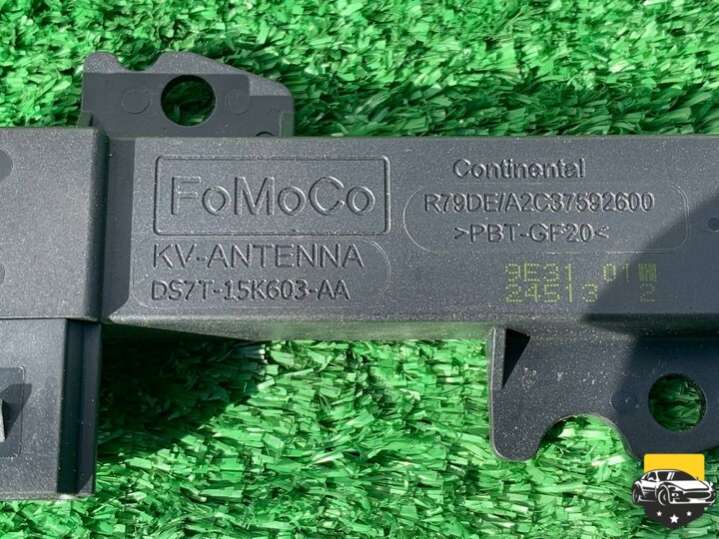 FoMoCo
KV-ANTENNA
DS7T-15K603-AA
Continental
R79DE/A2C37592600
>PBT-GF20<
9E31 01
24513 2